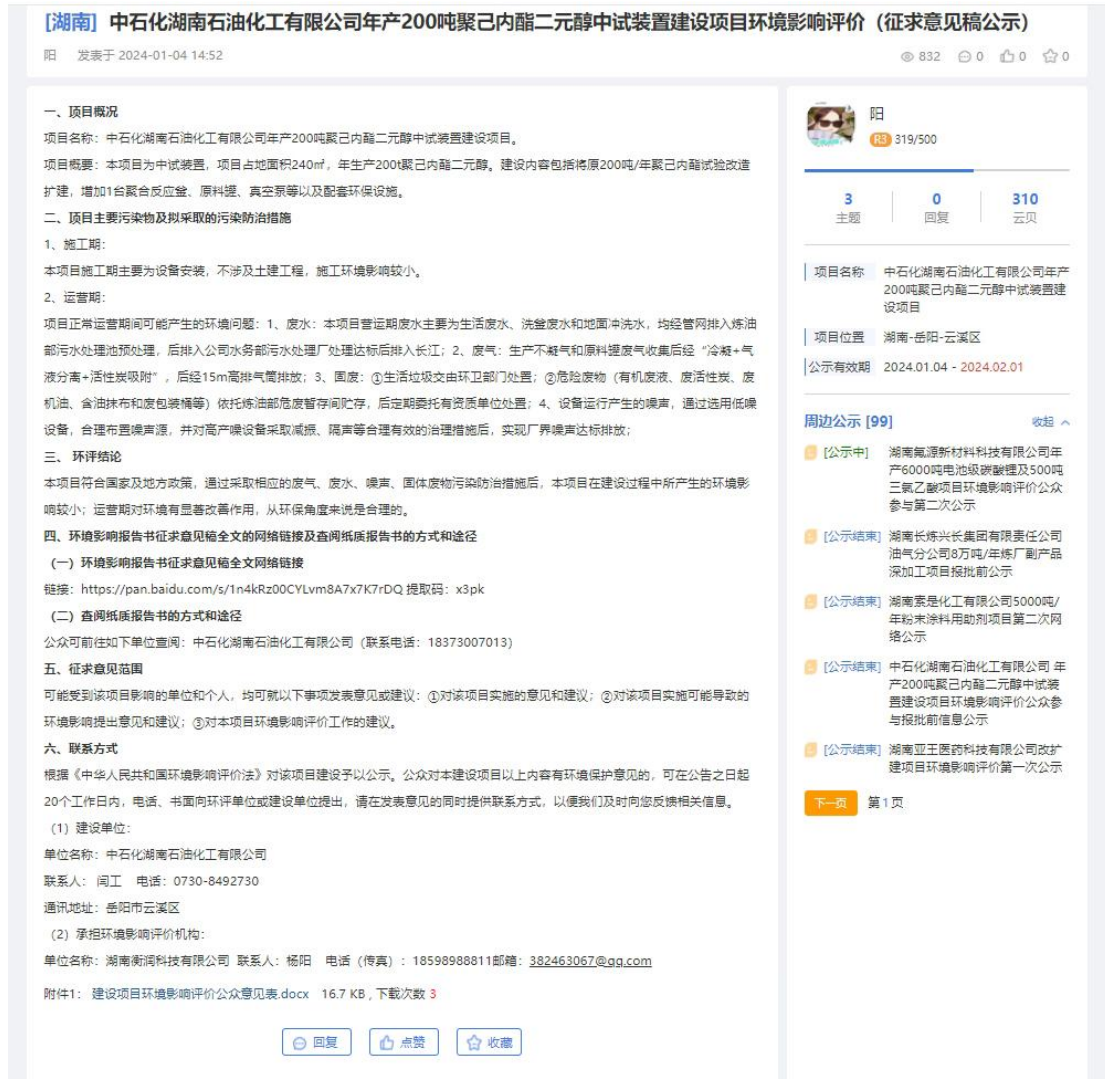 [湖南] 中石化湖南石油化工有限公司年产200吨聚己内酯二元醇中试装置建设项目环境影响评价（征求意见稿公示）
阳 发表于 2024-01-04 14:52
832 0 0 0
一、项目概况
项目名称：中石化湖南石油化工有限公司年产200吨聚己内酯二元醇中试装置建设项目。
项目概要：本项目为中试装置，项目占地面积240㎡，年生产200t聚己内酯二元醇。建设内容包括将原200吨/年聚己内酯试验改造
扩建，增加1台聚合反应釜、原料罐、真空泵等以及配套环保设施。
二、项目主要污染物及拟采取的污染防治措施
1、施工期：
本项目施工期主要为设备安装，不涉及土建工程，施工环境影响较小。
2、运营期：
项目正常运营期间可能产生的环境问题：1、废水：本项目营运期废水主要为生活废水、洗釜废水和地面冲洗水，均经管网排入炼油
部污水处理池预处理，后排入公司水务部污水处理厂处理达标后排入长江；2、废气：生产不凝气和原料罐废气收集后经“冷凝+气
液分离+活性炭吸附”，后经15m高排气筒排放；3、固废：①生活垃圾交由环卫部门处置；②危险废物（有机废液、废活性炭、废
机油、含油抹布和废包装桶等）依托炼油部危废暂存间贮存，后定期委托有资质单位处置；4、设备运行产生的噪声，通过选用低噪
设备，合理布置噪声源，并对高产噪设备采取减振、隔声等合理有效的治理措施后，实现厂界噪声达标排放；
三、 环评结论
本项目符合国家及地方政策，通过采取相应的废气、废水、噪声、固体废物污染防治措施后，本项目在建设过程中所产生的环境影
响较小；运营期对环境有显著改善作用，从环保角度来说是合理的。
四、环境影响报告书征求意见稿全文的网络链接及查阅纸质报告书的方式和途径
（一）环境影响报告书征求意见稿全文网络链接
链接：https://pan.baidu.com/s/1n4kRz00CYLvm8A7x7K7rDQ 提取码：x3pk
（二）查阅纸质报告书的方式和途径
公众可前往如下单位查阅：中石化湖南石油化工有限公司（联系电话：18373007013）
五、征求意见范围
可能受到该项目影响的单位和个人，均可就以下事项发表意见或建议：①对该项目实施的意见和建议；②对该项目实施可能导致的
环境影响提出意见和建议；③对本项目环境影响评价工作的建议。
六、联系方式
根据《中华人民共和国环境影响评价法》对该项目建设予以公示。公众对本建设项目以上内容有环境保护意见的，可在公告之日起
20个工作日内，电话、书面向环评单位或建设单位提出，请在发表意见的同时提供联系方式，以便我们及时向您反馈相关信息。
（1）建设单位：
单位名称：中石化湖南石油化工有限公司
联系人： 闫工 电话：0730-8492730
通讯地址：岳阳市云溪区
（2）承担环境影响评价机构：
单位名称：湖南衡润科技有限公司 联系人：杨阳 电话（传真）：18598988811邮箱：382463067@qq.com
附件1： 建设项目环境影响评价公众意见表.docx 16.7 KB , 下载次数 3
回复 点赞 收藏
阳
R3 319/500
3 0 310
主题 回复 云贝
项目名称 中石化湖南石油化工有限公司年产
200吨聚己内酯二元醇中试装置建
设项目
项目位置 湖南-岳阳-云溪区
公示有效期 2024.01.04 - 2024.02.01
周边公示 [99] 收起
[公示中] 湖南氟源新材料科技有限公司年
产6000吨电池级碳酸锂及500吨
三氯乙酸项目环境影响评价公众
参与第二次公示
[公示结束] 湖南长炼兴长集团有限责任公司
油气分公司8万吨/年炼厂副产品
深加工项目报批前公示
[公示结束] 湖南索是化工有限公司5000吨/
年粉末涂料用助剂项目第二次网
络公示
[公示结束] 中石化湖南石油化工有限公司 年
产200吨聚己内酯二元醇中试装
置建设项目环境影响评价公众参
与报批前信息公示
[公示结束] 湖南亚王医药科技有限公司改扩
建项目环境影响评价第一次公示
下一页 第1页